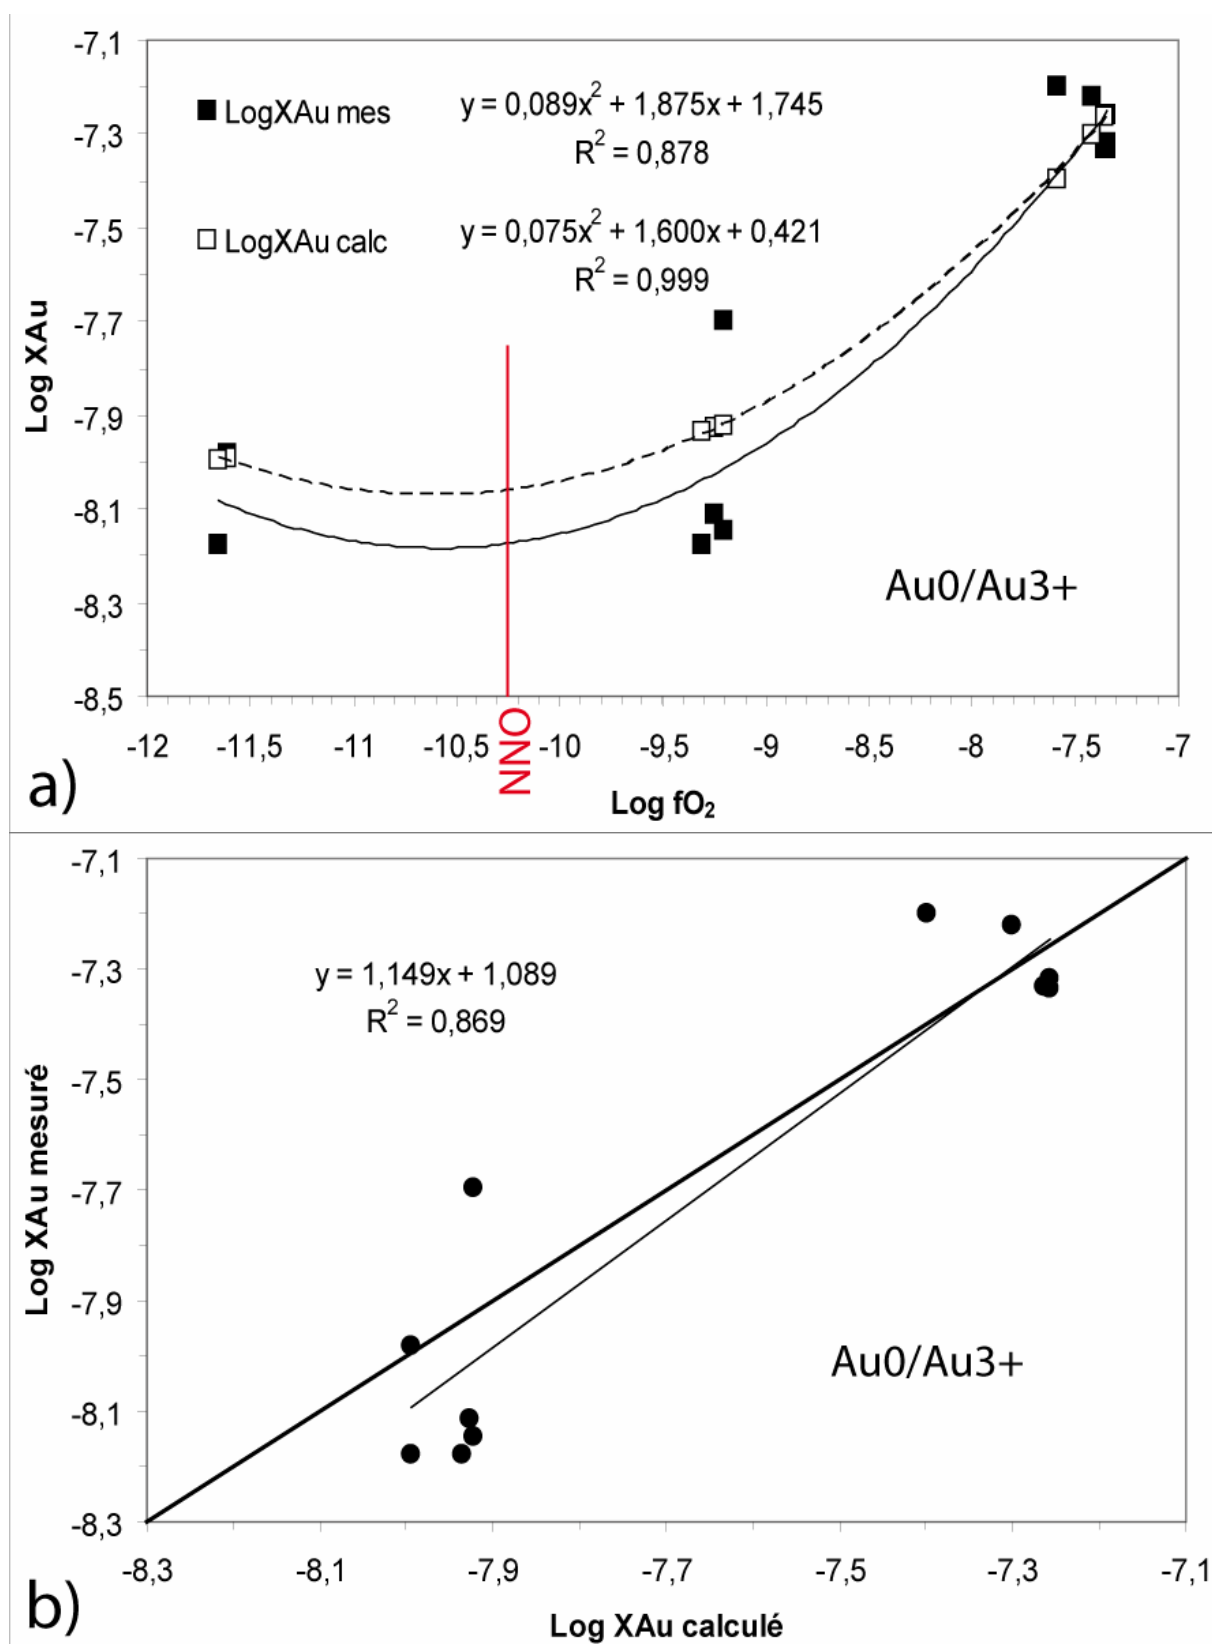 -7,1
-7,3
-7,5
-7,7
-7,9
-8,1
-8,3
-8,5
Log XAu
LogXAu mes
y = 0,089x² + 1,875x + 1,745
R² = 0,878
LogXAu calc
y = 0,075x² + 1,600x + 0,421
R² = 0,999
Au0/Au3+
-12 -11,5 -11 -10,5 -10 -9,5 -9 -8,5 -8 -7,5 -7
NNO
Log fO₂
a)
-7,1
-7,3
-7,5
-7,7
-7,9
-8,1
-8,3
Log XAu mesuré
y = 1,149x + 1,089
R² = 0,869
Au0/Au3+
-8,3 -8,1 -7,9 -7,7 -7,5 -7,3 -7,1
Log XAu calculé
b)